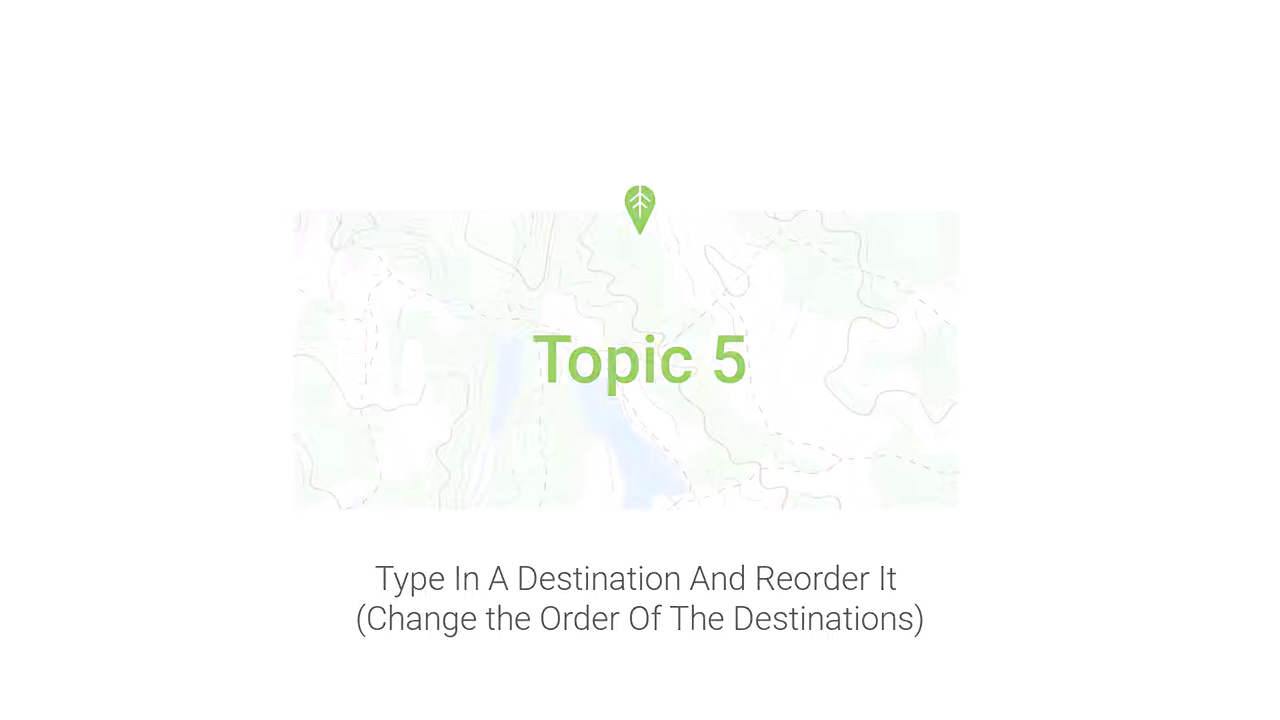 Topic 5
Type In A Destination And Reorder It
(Change the Order Of The Destinations)